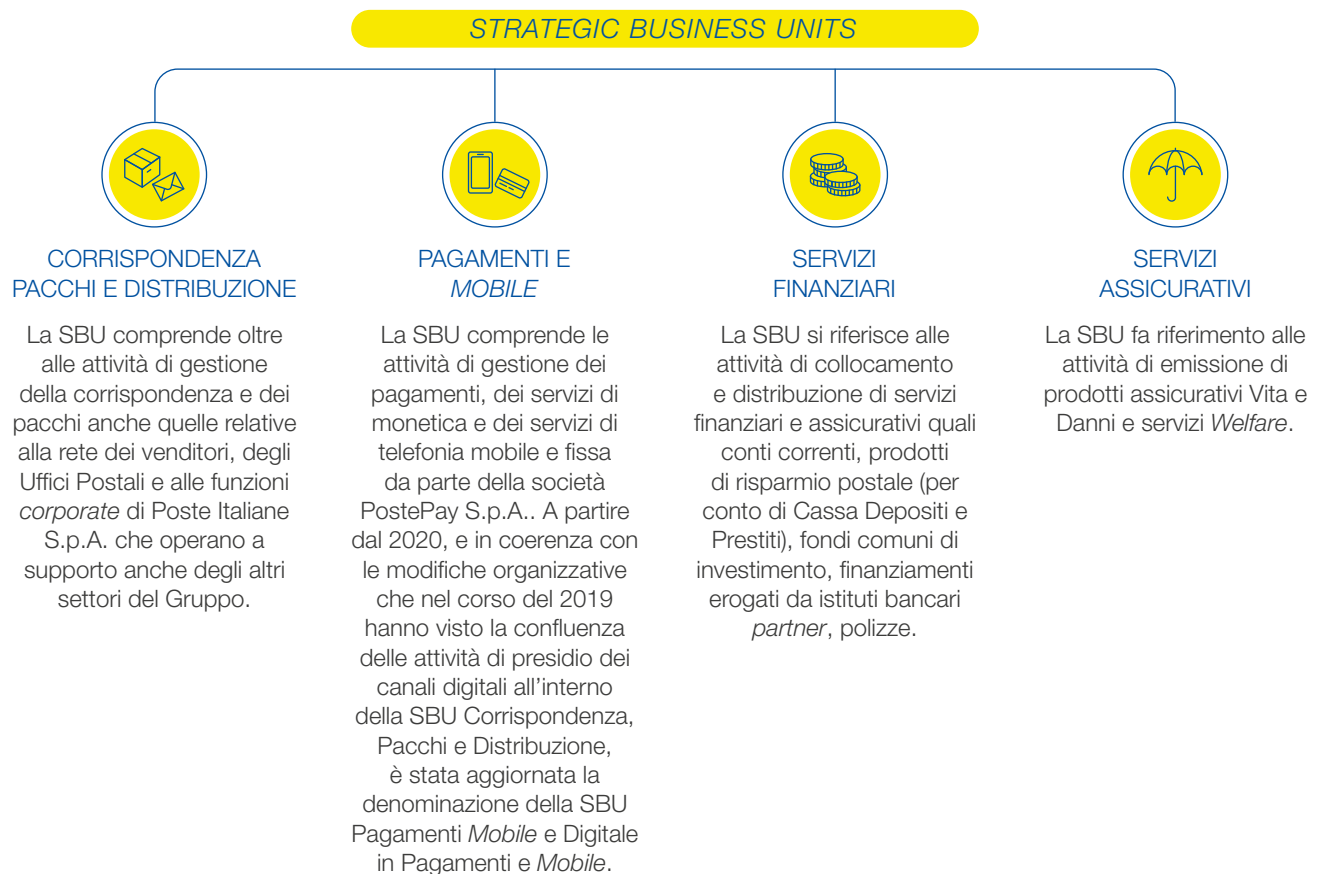 STRATEGIC BUSINESS UNITS
CORRISPONDENZA
PACCHI E DISTRIBUZIONE
La SBU comprende oltre
alle attività di gestione
della corrispondenza e dei
pacchi anche quelle relative
alla rete dei venditori, degli
Uffici Postali e alle funzioni
corporate di Poste Italiane
S.p.A. che operano a
supporto anche degli altri
settori del Gruppo.
PAGAMENTI E
MOBILE
La SBU comprende le
attività di gestione dei
pagamenti, dei servizi di
monetica e dei servizi di
telefonia mobile e fissa
da parte della società
PostePay S.p.A.. A partire
dal 2020, e in coerenza con
le modifiche organizzative
che nel corso del 2019
hanno visto la confluenza
delle attività di presidio dei
canali digitali all’interno
della SBU Corrispondenza,
Pacchi e Distribuzione,
è stata aggiornata la
denominazione della SBU
Pagamenti Mobile e Digitale
in Pagamenti e Mobile.
SERVIZI
FINANZIARI
La SBU si riferisce alle
attività di collocamento
e distribuzione di servizi
finanziari e assicurativi quali
conti correnti, prodotti
di risparmio postale (per
conto di Cassa Depositi e
Prestiti), fondi comuni di
investimento, finanziamenti
erogati da istituti bancari
partner, polizze.
SERVIZI
ASSICURATIVI
La SBU fa riferimento alle
attività di emissione di
prodotti assicurativi Vita e
Danni e servizi Welfare.